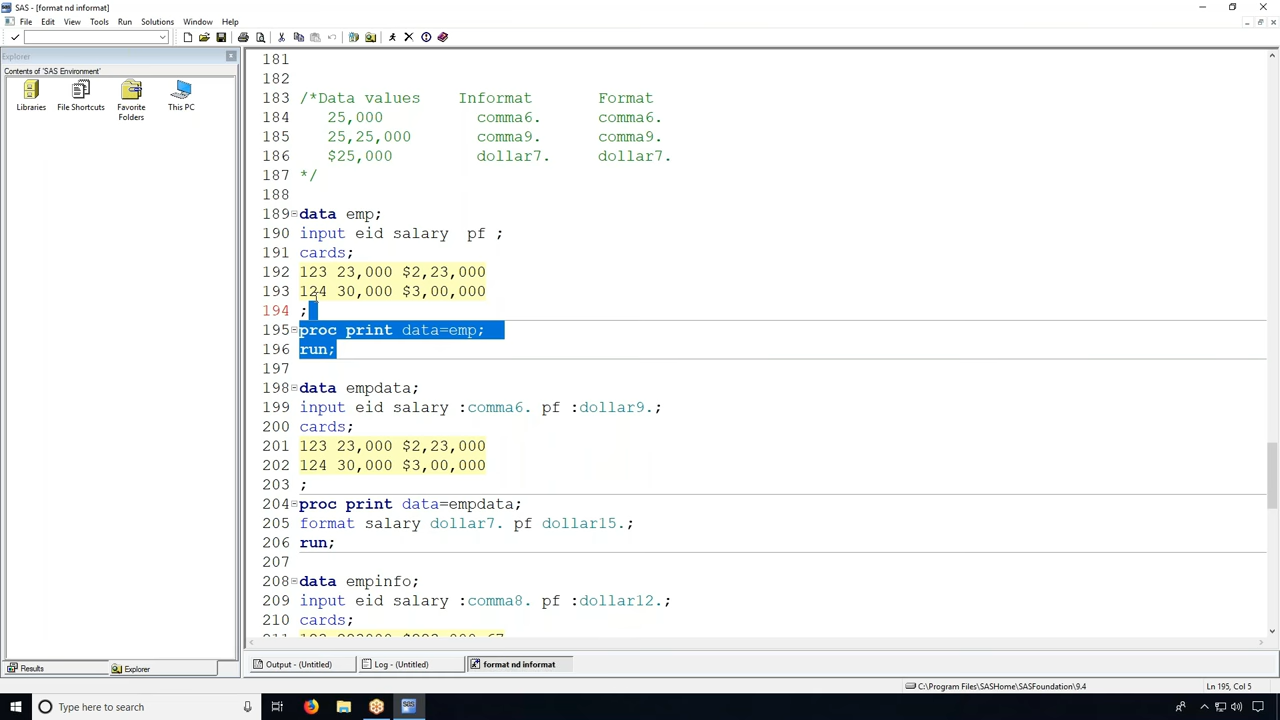 SAS - [format nd informat]
File Edit View Tools Run Solutions Window Help
Explorer
Contents of 'SAS Environment'
Libraries File Shortcuts Favorite Folders This PC
181
182
183 /*Data values Informat Format
184 25,000 comma6. comma6.
185 25,25,000 comma9. comma9.
186 $25,000 dollar7. dollar7.
187 */
188
189 data emp;
190 input eid salary pf ;
191 cards;
192 123 23,000 $2,23,000
193 124 30,000 $3,00,000
194 ;
195 proc print data=emp;
196 run;
197
198 data empdata;
199 input eid salary :comma6. pf :dollar9.;
200 cards;
201 123 23,000 $2,23,000
202 124 30,000 $3,00,000
203 ;
204 proc print data=empdata;
205 format salary dollar7. pf dollar15.;
206 run;
207
208 data empinfo;
209 input eid salary :comma8. pf :dollar12.;
210 cards;
Results Explorer Output - (Untitled) Log - (Untitled) format nd informat
C:\Program Files\SASHome\SASFoundation\9.4 Ln 195, Col 5
Type here to search